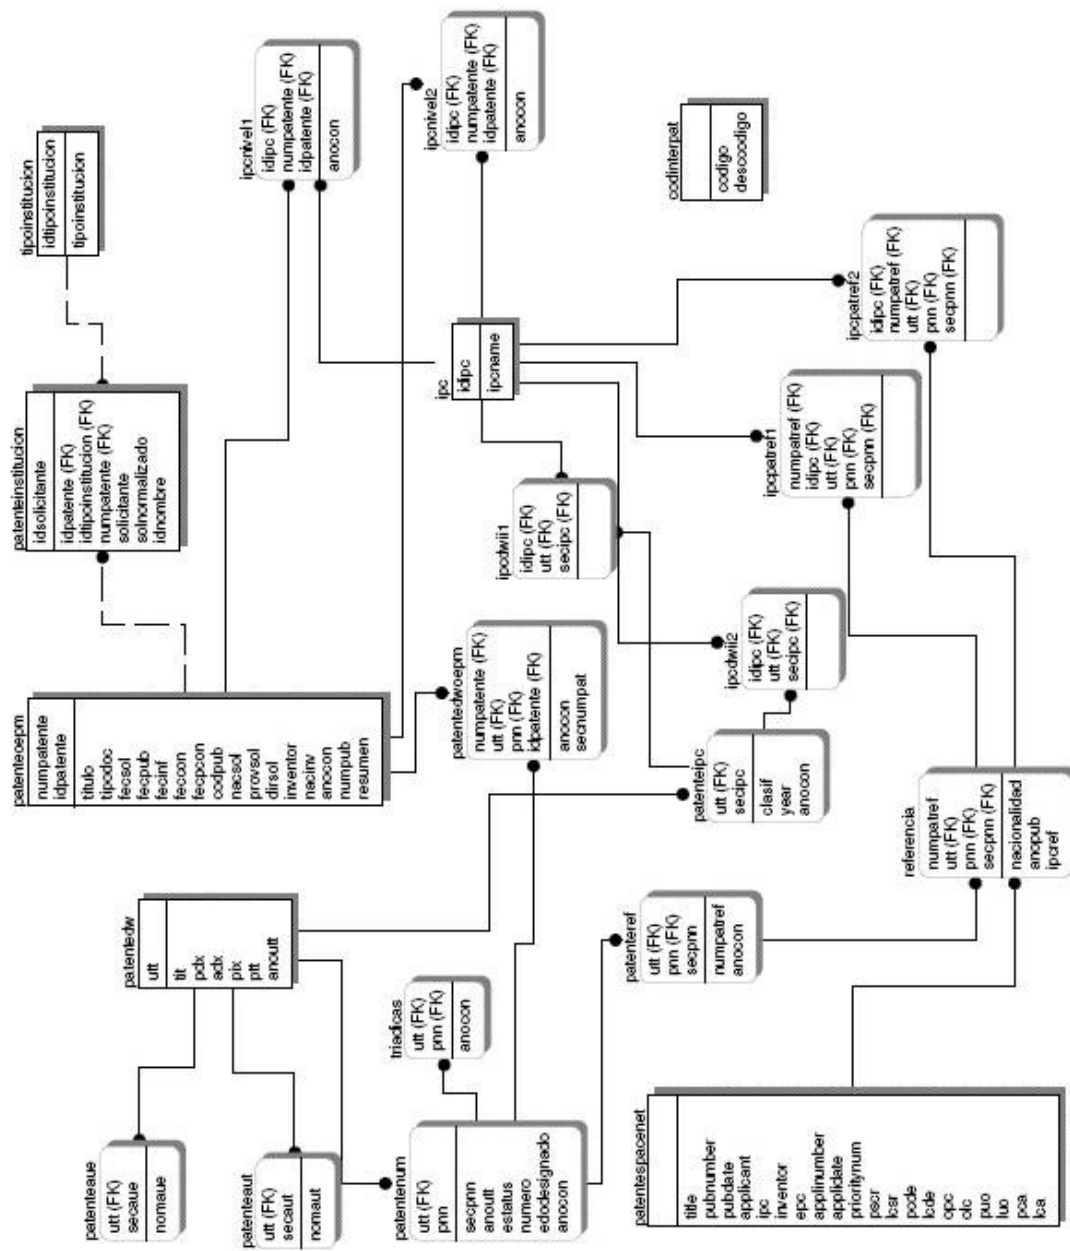 tipoinstitucion
idtipoinstitucion
tipoinstitucion
ipcnivel1
idipc (FK)
numpatente (FK)
idpatente (FK)
anocon
ipcnivel2
idipc (FK)
numpatente (FK)
idpatente (FK)
anocon
codinterpat
codigo
desccodigo
patenteinstitucion
idsolicitante
idpatente (FK)
idtipoinstitucion (FK)
numpatente (FK)
solicitante
solnormalizado
idnombre
ipc
idipc
ipcname
ipcpatref2
idipc (FK)
numpatref (FK)
utt (FK)
pnn (FK)
secpnn (FK)
ipcpatref1
numpatref (FK)
idipc (FK)
utt (FK)
pnn (FK)
secpnn (FK)
ipcdwii1
idipc (FK)
utt (FK)
secipc (FK)
ipcdwii2
idipc (FK)
utt (FK)
secipc (FK)
patenteoepm
numpatente
idpatente
titulo
tipodoc
fecsol
fecpub
fecinf
feccon
fecpcon
codpub
nacsol
provsol
dirsol
inventor
nacinv
anocon
numpub
resumen
patentedwoepm
numpatente (FK)
utt (FK)
pnn (FK)
idpatente (FK)
anocon
secnumpat
patenteipc
utt (FK)
secipc
clasif
year
anocon
referencia
numpatref
utt (FK)
pnn (FK)
secpnn (FK)
nacionalidad
anopub
ipcref
patentedw
utt
tit
pdx
adx
pix
ptt
anoutt
triadicas
utt (FK)
pnn (FK)
anocon
patenteref
utt (FK)
pnn (FK)
secpnn
numpatref
anocon
patenteaue
utt (FK)
secaue
nomaue
patenteaut
utt (FK)
secaut
nomaut
patentenum
utt (FK)
pnn
secpnn
anoutt
estatus
numero
edodesignado
anocon
patentespacenet
title
pubnumber
pubdate
applicant
ipc
inventor
epc
applinumber
applidate
prioritynum
pscr
lcsr
pcde
lcde
opc
olc
puo
luo
pca
lca